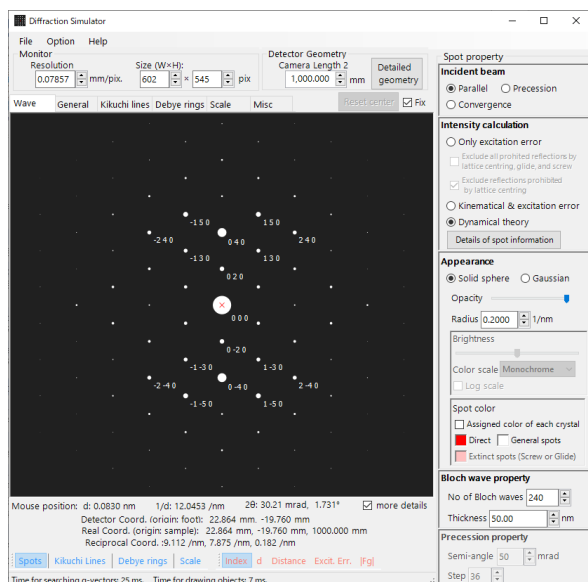 Diffraction Simulator
File Option Help
Monitor
Resolution Size (W×H):
0.07857 mm/pix. 602 × 545 pix
Detector Geometry
Camera Length 2
1,000.000 mm
Detailed geometry
Wave General Kikuchi lines Debye rings Scale Misc
Reset center Fix
-1 5 0 1 5 0
-2 4 0 0 4 0 2 4 0
-1 3 0 1 3 0
0 2 0
0 0 0
0 -2 0
-1 -3 0 1 -3 0
-2 -4 0 0 -4 0 2 -4 0
-1 -5 0 1 -5 0
Mouse position: d: 0.0830 nm 1/d: 12.0453 /nm 2θ: 30.21 mrad, 1.731° more details
Detector Coord. (origin: foot): 22.864 mm, -19.760 mm
Real Coord. (origin: sample): 22.864 mm, -19.760 mm, 1000.000 mm
Reciprocal Coord. :9.112 /nm, 7.875 /nm, 0.182 /nm
Spots Kikuchi Lines Debye rings Scale Index d Distance Excit. Err. |Fg|
Time for searching g-vectors: 25 ms. Time for drawing objects: 7 ms.
Spot property
Incident beam
Parallel Precession
Convergence
Intensity calculation
Only excitation error
Exclude all prohited reflections by
lattice centring, glide, and screw
Exclude reflections prohibited
by lattice centring
Kinematical & excitation error
Dynamical theory
Details of spot information
Appearance
Solid sphere Gaussian
Opacity
Radius 0.2000 1/nm
Brightness
Color scale Monochrome
Log scale
Spot color
Assigned color of each crystal
Direct General spots
Extinct spots (Screw or Glide)
Bloch wave property
No of Bloch waves 240
Thickness 50.00 nm
Precession property
Semi-angle 50 mrad
Step 36